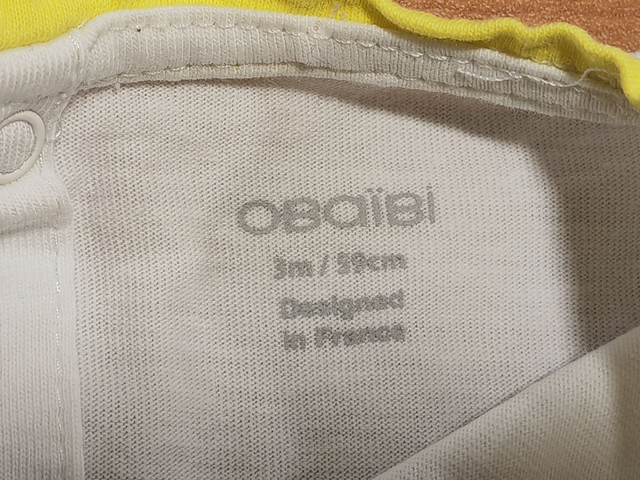 OBaïBi
3m / 59cm
Designed
in France